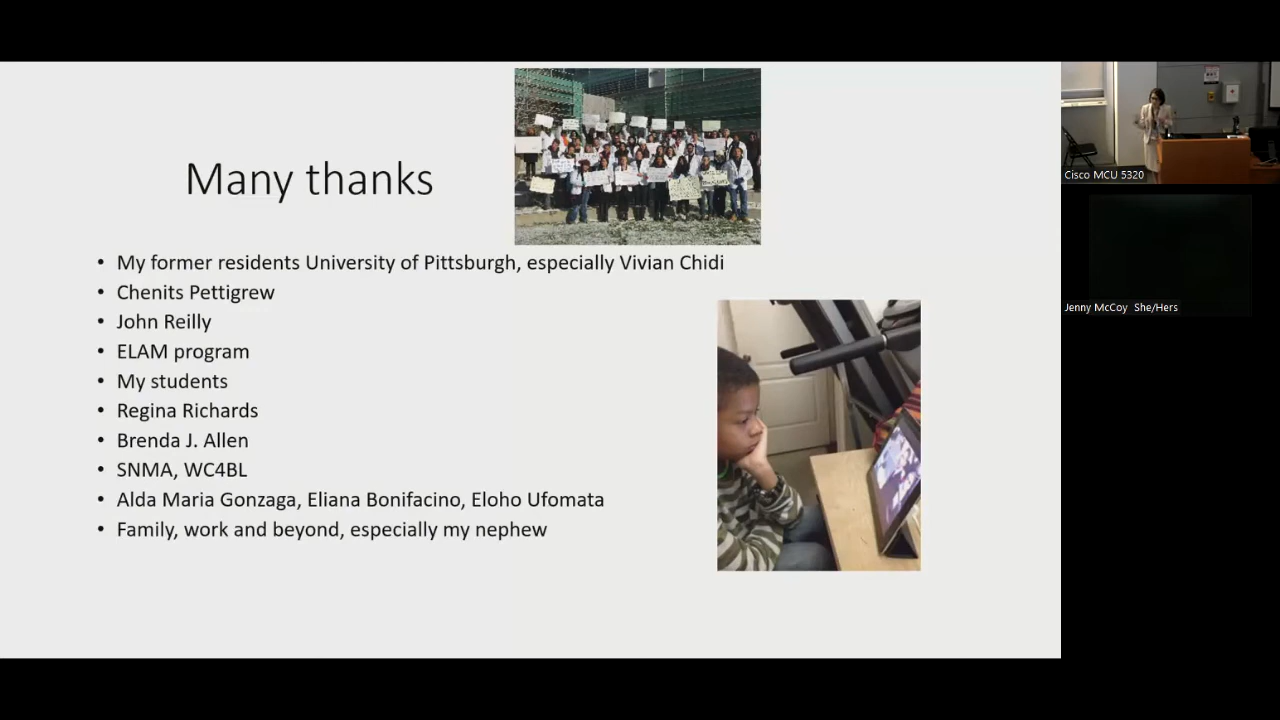 Many thanks
• My former residents University of Pittsburgh, especially Vivian Chidi
• Chenits Pettigrew
• John Reilly
• ELAM program
• My students
• Regina Richards
• Brenda J. Allen
• SNMA, WC4BL
• Alda Maria Gonzaga, Eliana Bonifacino, Eloho Ufomata
• Family, work and beyond, especially my nephew
Cisco MCU 5320
Jenny McCoy She/Hers